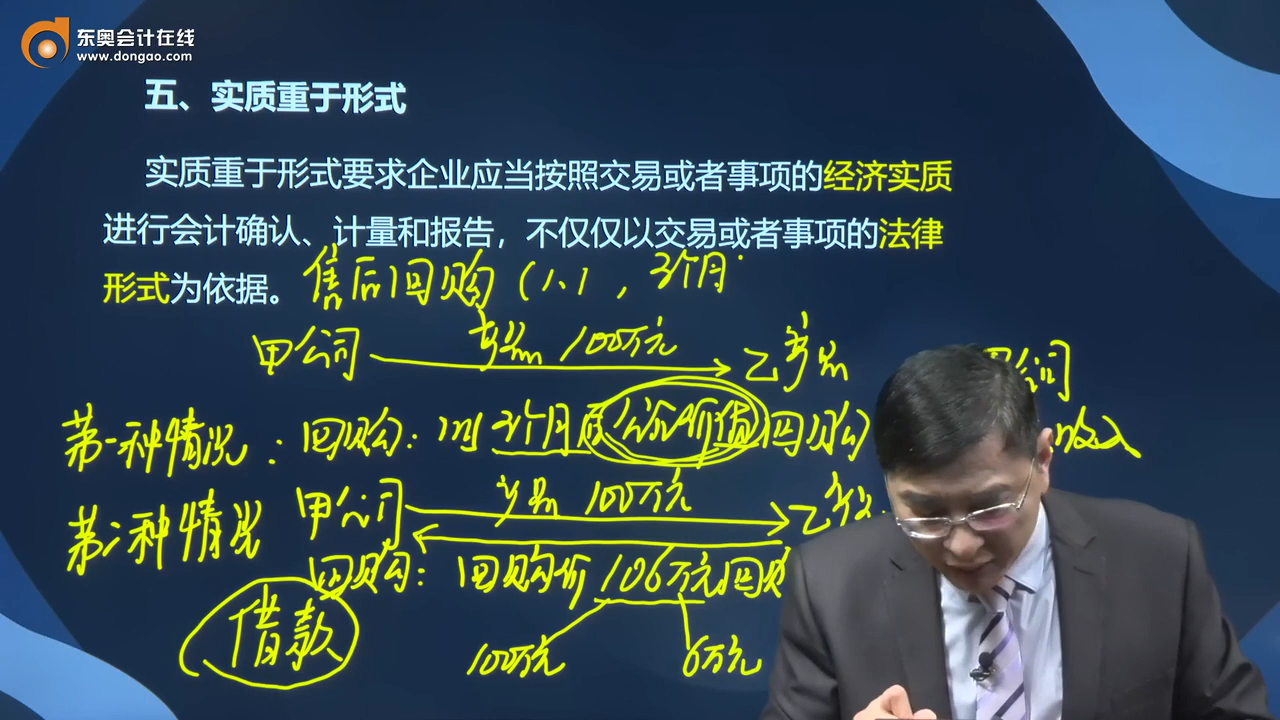 东奥会计在线
www.dongao.com
五、实质重于形式
实质重于形式要求企业应当按照交易或者事项的经济实质
进行会计确认、计量和报告，不仅仅以交易或者事项的法律
形式为依据。
售后回购（1.1，3个月
甲公司 商品 100万元 乙 公司
第一种情况：回购：以3个月后公允价值回购 收入
第二种情况 甲公司 商品 100万元 乙
回购：回购价106万元回购
借款 100万元 6万元